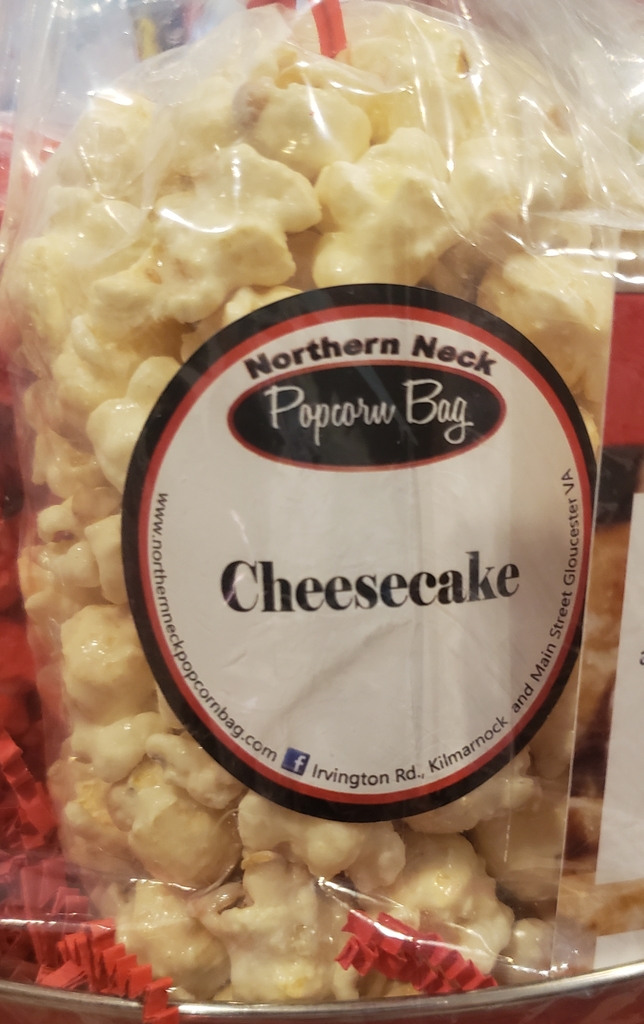 Northern Neck
Popcorn Bag
Cheesecake
www.northernneckpopcornbag.com f Irvington Rd., Kilmarnock and Main Street Gloucester VA